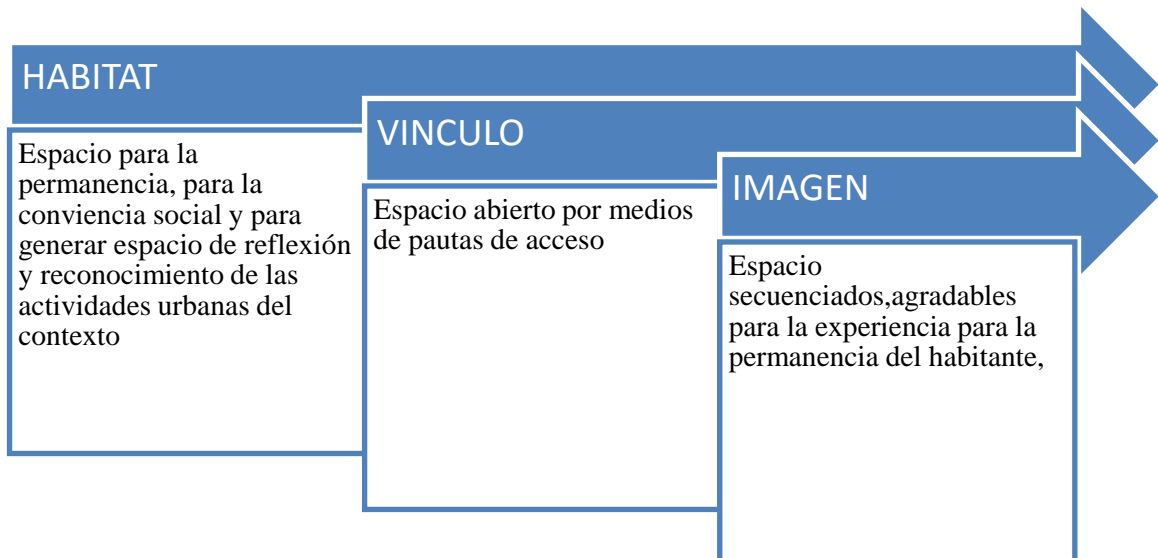 HABITAT
Espacio para la
permanencia, para la
conviencia social y para
generar espacio de reflexión
y reconocimiento de las
actividades urbanas del
contexto
VINCULO
Espacio abierto por medios
de pautas de acceso
IMAGEN
Espacio
secuenciados,agradables
para la experiencia para la
permanencia del habitante,